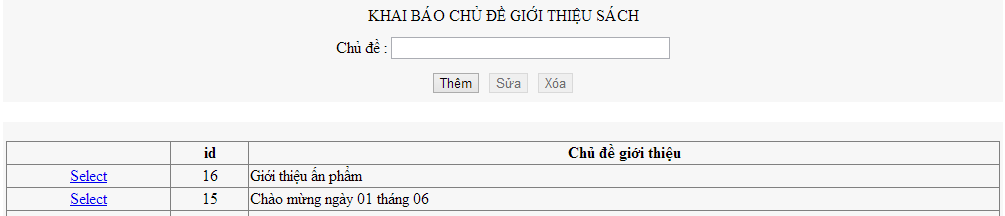 KHAI BÁO CHỦ ĐỀ GIỚI THIỆU SÁCH
Chủ đề :
Thêm Sửa Xóa
id Chủ đề giới thiệu
Select 16 Giới thiệu ấn phẩm
Select 15 Chào mừng ngày 01 tháng 06